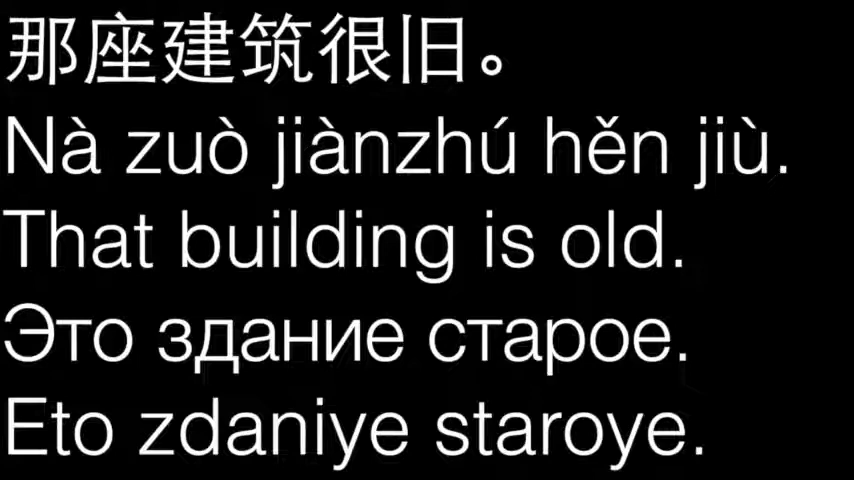 那座建筑很旧。
Nà zuò jiànzhú hěn jiù.
That building is old.
Это здание старое.
Eto zdaniye staroye.